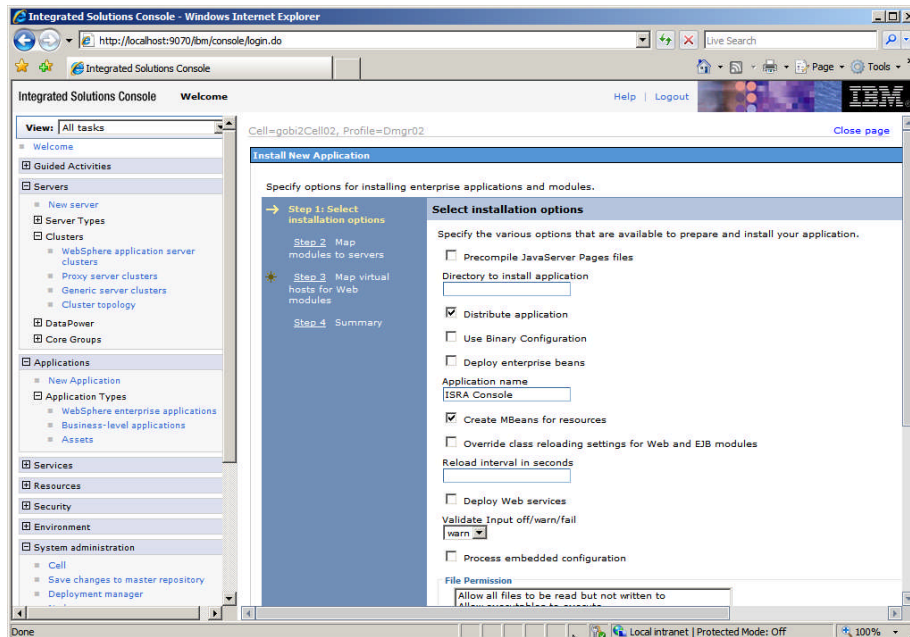 Integrated Solutions Console - Windows Internet Explorer
http://localhost:9070/ibm/console/login.do
Live Search
Integrated Solutions Console
Page
Tools
Integrated Solutions Console Welcome
Help | Logout
IBM.
View: All tasks
Welcome
Guided Activities
Servers
New server
Server Types
Clusters
WebSphere application server
clusters
Proxy server clusters
Generic server clusters
Cluster topology
DataPower
Core Groups
Applications
New Application
Application Types
WebSphere enterprise applications
Business-level applications
Assets
Services
Resources
Security
Environment
System administration
Cell
Save changes to master repository
Deployment manager
Cell=gobi2Cell02, Profile=Dmgr02
Close page
Install New Application
Specify options for installing enterprise applications and modules.
Step 1: Select
installation options
Step 2 Map
modules to servers
Step 3 Map virtual
hosts for Web
modules
Step 4 Summary
Select installation options
Specify the various options that are available to prepare and install your application.
Precompile JavaServer Pages files
Directory to install application
Distribute application
Use Binary Configuration
Deploy enterprise beans
Application name
ISRA Console
Create MBeans for resources
Override class reloading settings for Web and EJB modules
Reload interval in seconds
Deploy Web services
Validate Input off/warn/fail
warn
Process embedded configuration
File Permission
Allow all files to be read but not written to
Allow executables to execute
Done
Local intranet | Protected Mode: Off
100%